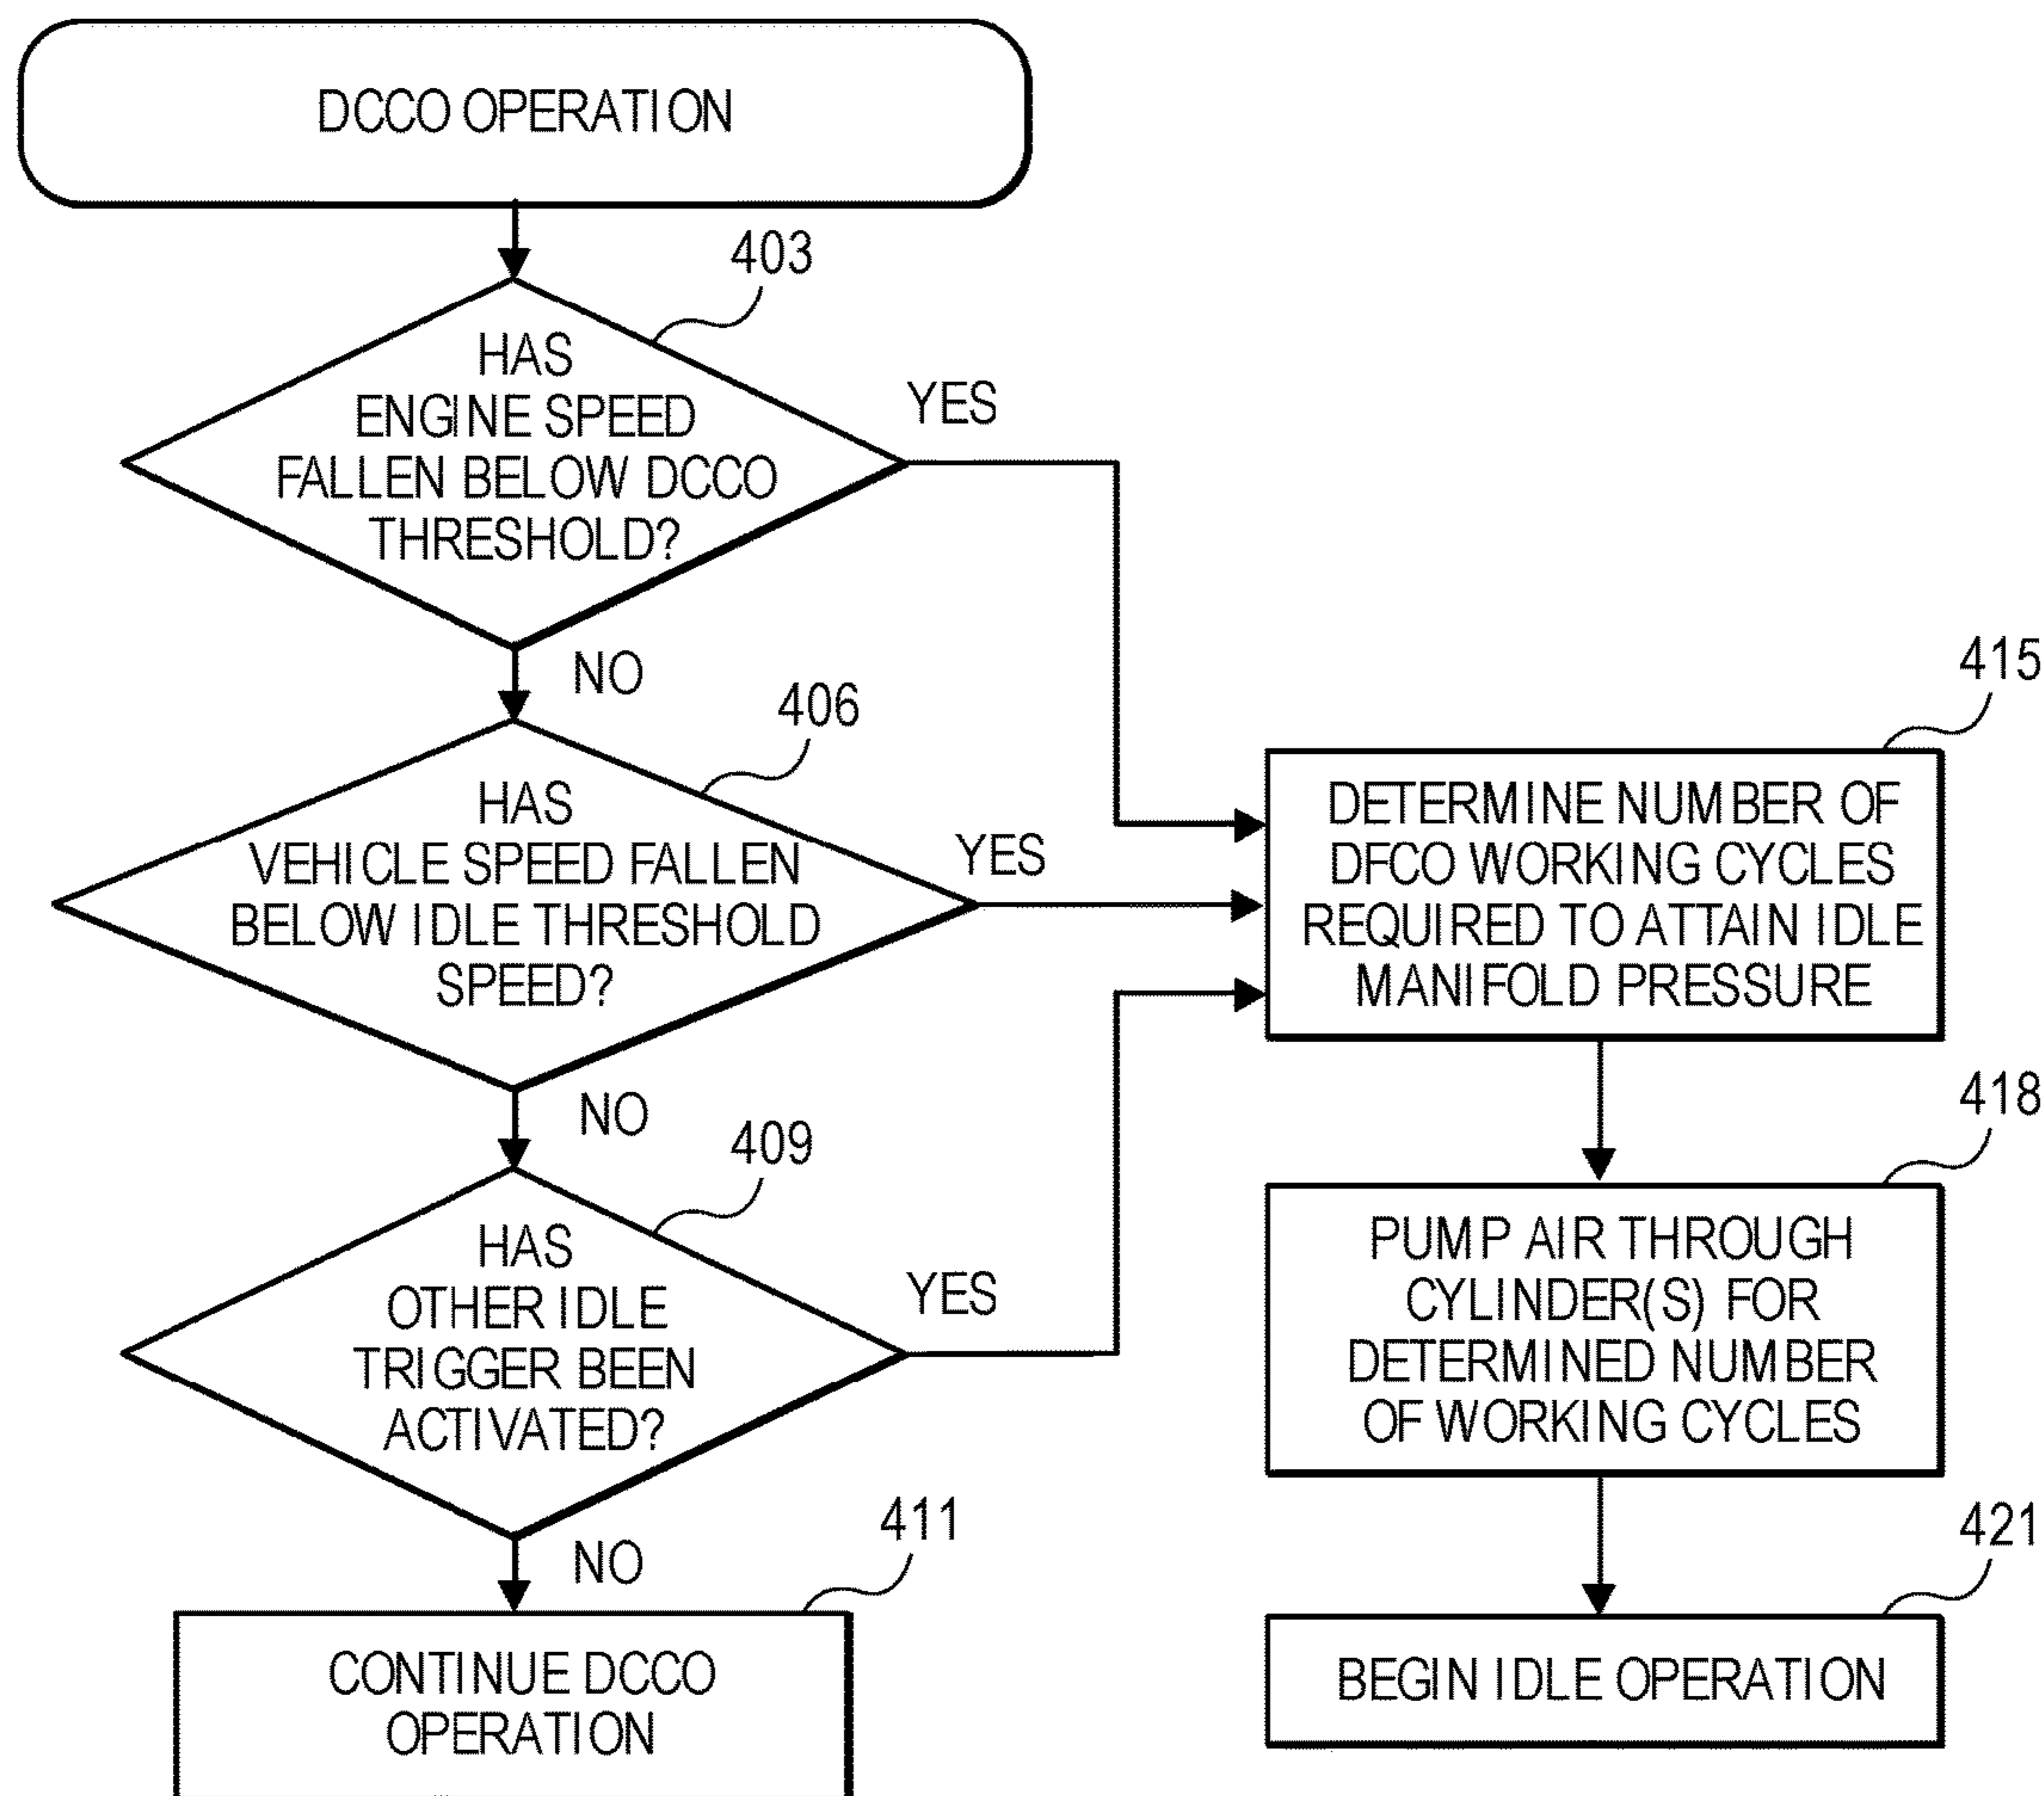 DCCO OPERATION
403
HAS
ENGINE SPEED
FALLEN BELOW DCCO
THRESHOLD?
YES
NO
406
HAS
VEHICLE SPEED FALLEN
BELOW IDLE THRESHOLD
SPEED?
YES
NO
409
HAS
OTHER IDLE
TRIGGER BEEN
ACTIVATED?
YES
NO
411
CONTINUE DCCO
OPERATION
415
DETERMINE NUMBER OF
DFCO WORKING CYCLES
REQUIRED TO ATTAIN IDLE
MANIFOLD PRESSURE
418
PUMP AIR THROUGH
CYLINDER(S) FOR
DETERMINED NUMBER
OF WORKING CYCLES
421
BEGIN IDLE OPERATION